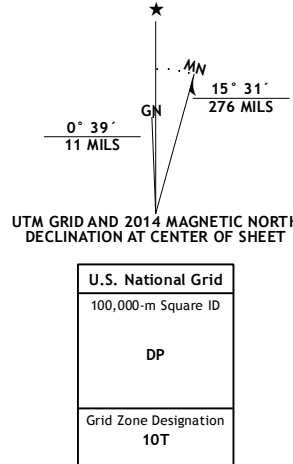 MN
GN
15° 31´
276 MILS
0° 39´
11 MILS
UTM GRID AND 2014 MAGNETIC NORTH
DECLINATION AT CENTER OF SHEET
U.S. National Grid
100,000-m Square ID
DP
Grid Zone Designation
10T